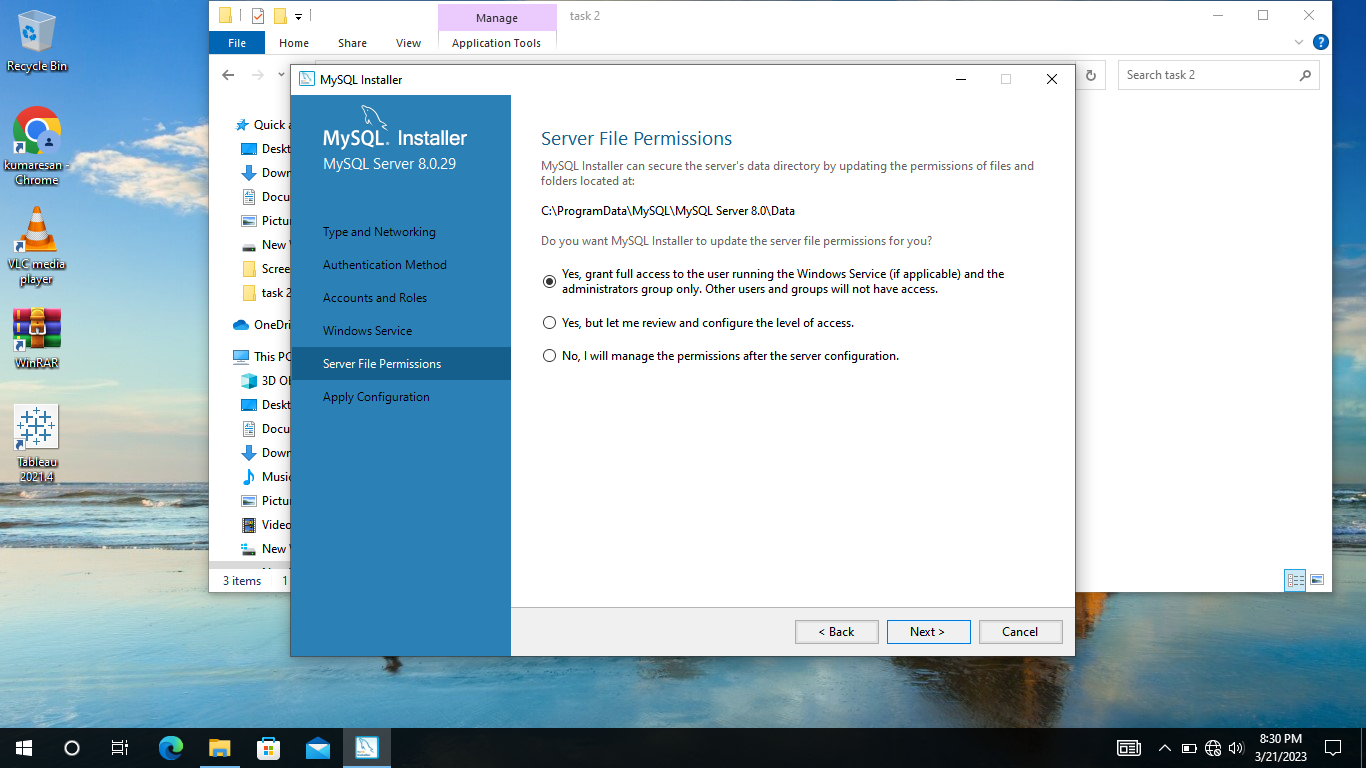 Recycle Bin
kumaresan -
Chrome
VLC media
player
WinRAR
Tableau
2021.4
Manage
task 2
File
Home
Share
View
Application Tools
Search task 2
Quick a
Deskt
Down
Docu
Pictur
New V
Scree
task 2
OneDri
This PC
3D Ob
Deskt
Docu
Down
Music
Pictur
Video
New V
3 items
1
MySQL Installer
MySQL. Installer
MySQL Server 8.0.29
Type and Networking
Authentication Method
Accounts and Roles
Windows Service
Server File Permissions
Apply Configuration
Server File Permissions
MySQL Installer can secure the server's data directory by updating the permissions of files and
folders located at:
C:\ProgramData\MySQL\MySQL Server 8.0\Data
Do you want MySQL Installer to update the server file permissions for you?
Yes, grant full access to the user running the Windows Service (if applicable) and the
administrators group only. Other users and groups will not have access.
Yes, but let me review and configure the level of access.
No, I will manage the permissions after the server configuration.
< Back
Next >
Cancel
Installer
8:30 PM
3/21/2023